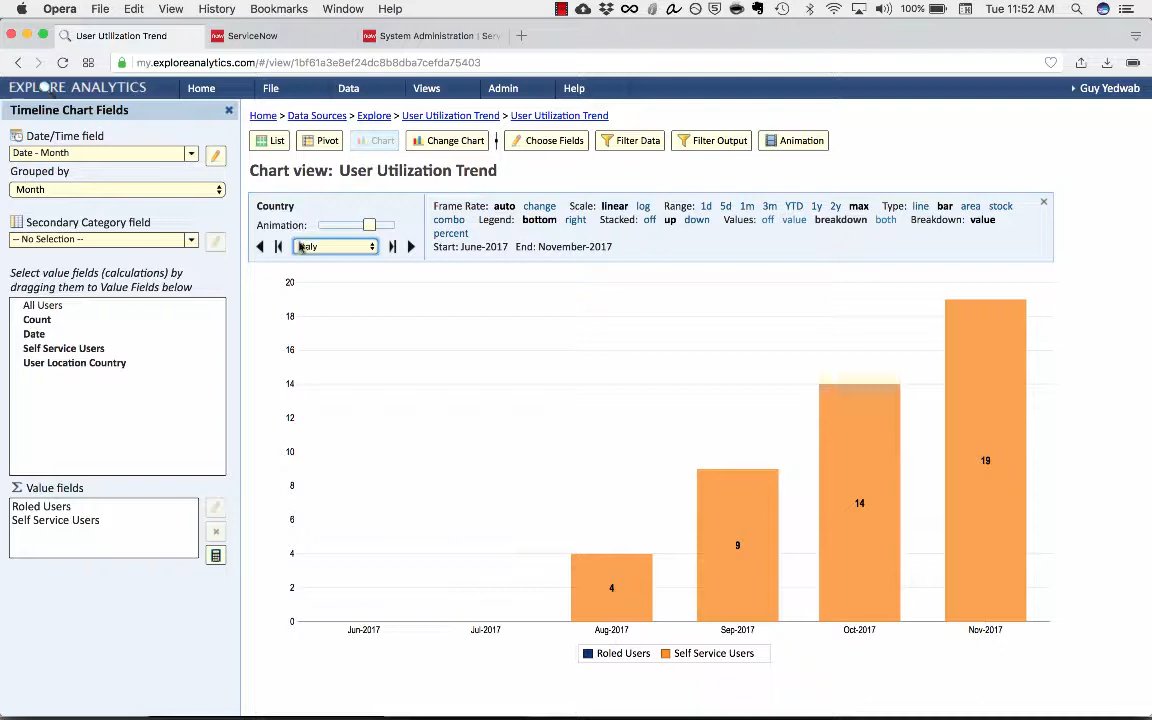 Opera File Edit View History Bookmarks Window Help 100% Tue 11:52 AM
User Utilization Trend ServiceNow System Administration | Serv
my.exploreanalytics.com/#/view/1bf61a3e8ef24dc8b8dba7cefda75403
EXPLORE ANALYTICS Home File Data Views Admin Help Guy Yedwab
Timeline Chart Fields
Date/Time field
Date - Month
Grouped by
Month
Secondary Category field
-- No Selection --
Select value fields (calculations) by
dragging them to Value Fields below
All Users
Count
Date
Self Service Users
User Location Country
Value fields
Roled Users
Self Service Users
Home > Data Sources > Explore > User Utilization Trend > User Utilization Trend
List Pivot Chart Change Chart Choose Fields Filter Data Filter Output Animation
Chart view: User Utilization Trend
Country
Animation:
Frame Rate: auto change Scale: linear log Range: 1d 5d 1m 3m YTD 1y 2y max Type: line bar area stock
combo Legend: bottom right Stacked: off up down Values: off value breakdown both Breakdown: value
percent
Start: June-2017 End: November-2017
20
18
16
14
12
10
8
6
4
2
0
4
9
14
19
Jun-2017 Jul-2017 Aug-2017 Sep-2017 Oct-2017 Nov-2017
Roled Users Self Service Users